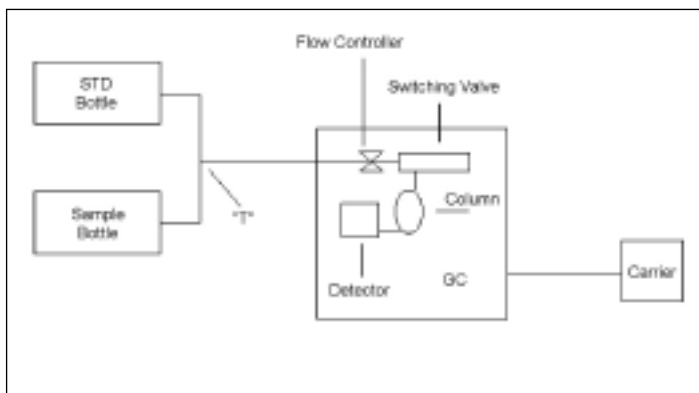 Flow Controller
STD
Bottle
Switching Valve
Sample
Bottle
"T"
Column
Detector
GC
Carrier